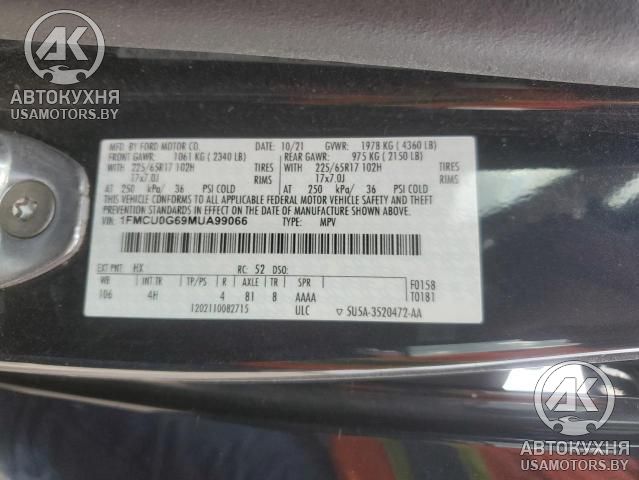 АК
АВТОКУХНЯ
USAMOTORS.BY
MFD. BY FORD MOTOR CO. DATE: 10/21 GVWR: 1978 KG ( 4360 LB)
FRONT GAWR: 1061 KG ( 2340 LB) REAR GAWR: 975 KG ( 2150 LB)
WITH 225/65R17 102H TIRES WITH 225/65R17 102H TIRES
17x7.0J RIMS 17x7.0J RIMS
AT 250 kPa/ 36 PSI COLD AT 250 kPa/ 36 PSI COLD
THIS VEHICLE CONFORMS TO ALL APPLICABLE FEDERAL MOTOR VEHICLE SAFETY
AND THEFT PREVENTION STANDARDS IN EFFECT ON THE DATE OF MANUFACTURE SHOWN ABOVE.
VIN: 1FMCU0G69MUA99066 TYPE: MPV
EXT PNT: HX RC: 52 DSO: F0158
WB INT TR TP/PS R AXLE TR SPR T0181
106 4H 4 81 8 AAAA
1202110082715 ULC ▽ 5U5A-3520472-AA
АК
АВТОКУХНЯ
USAMOTORS.BY